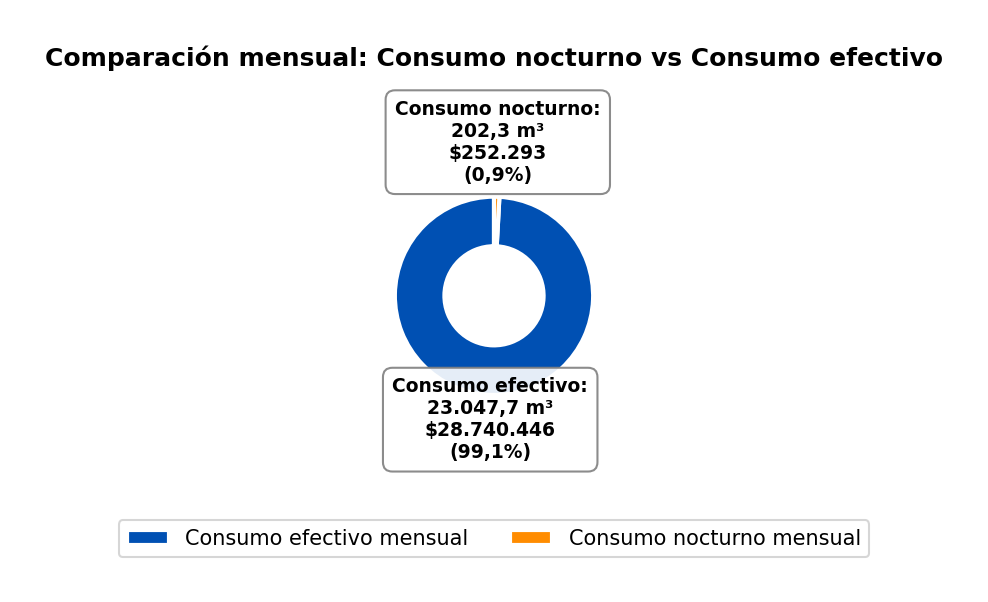 Comparación mensual: Consumo nocturno vs Consumo efectivo
Consumo nocturno:
202,3 m³
$252.293
(0,9%)
Consumo efectivo:
23.047,7 m³
$28.740.446
(99,1%)
Consumo efectivo mensual
Consumo nocturno mensual